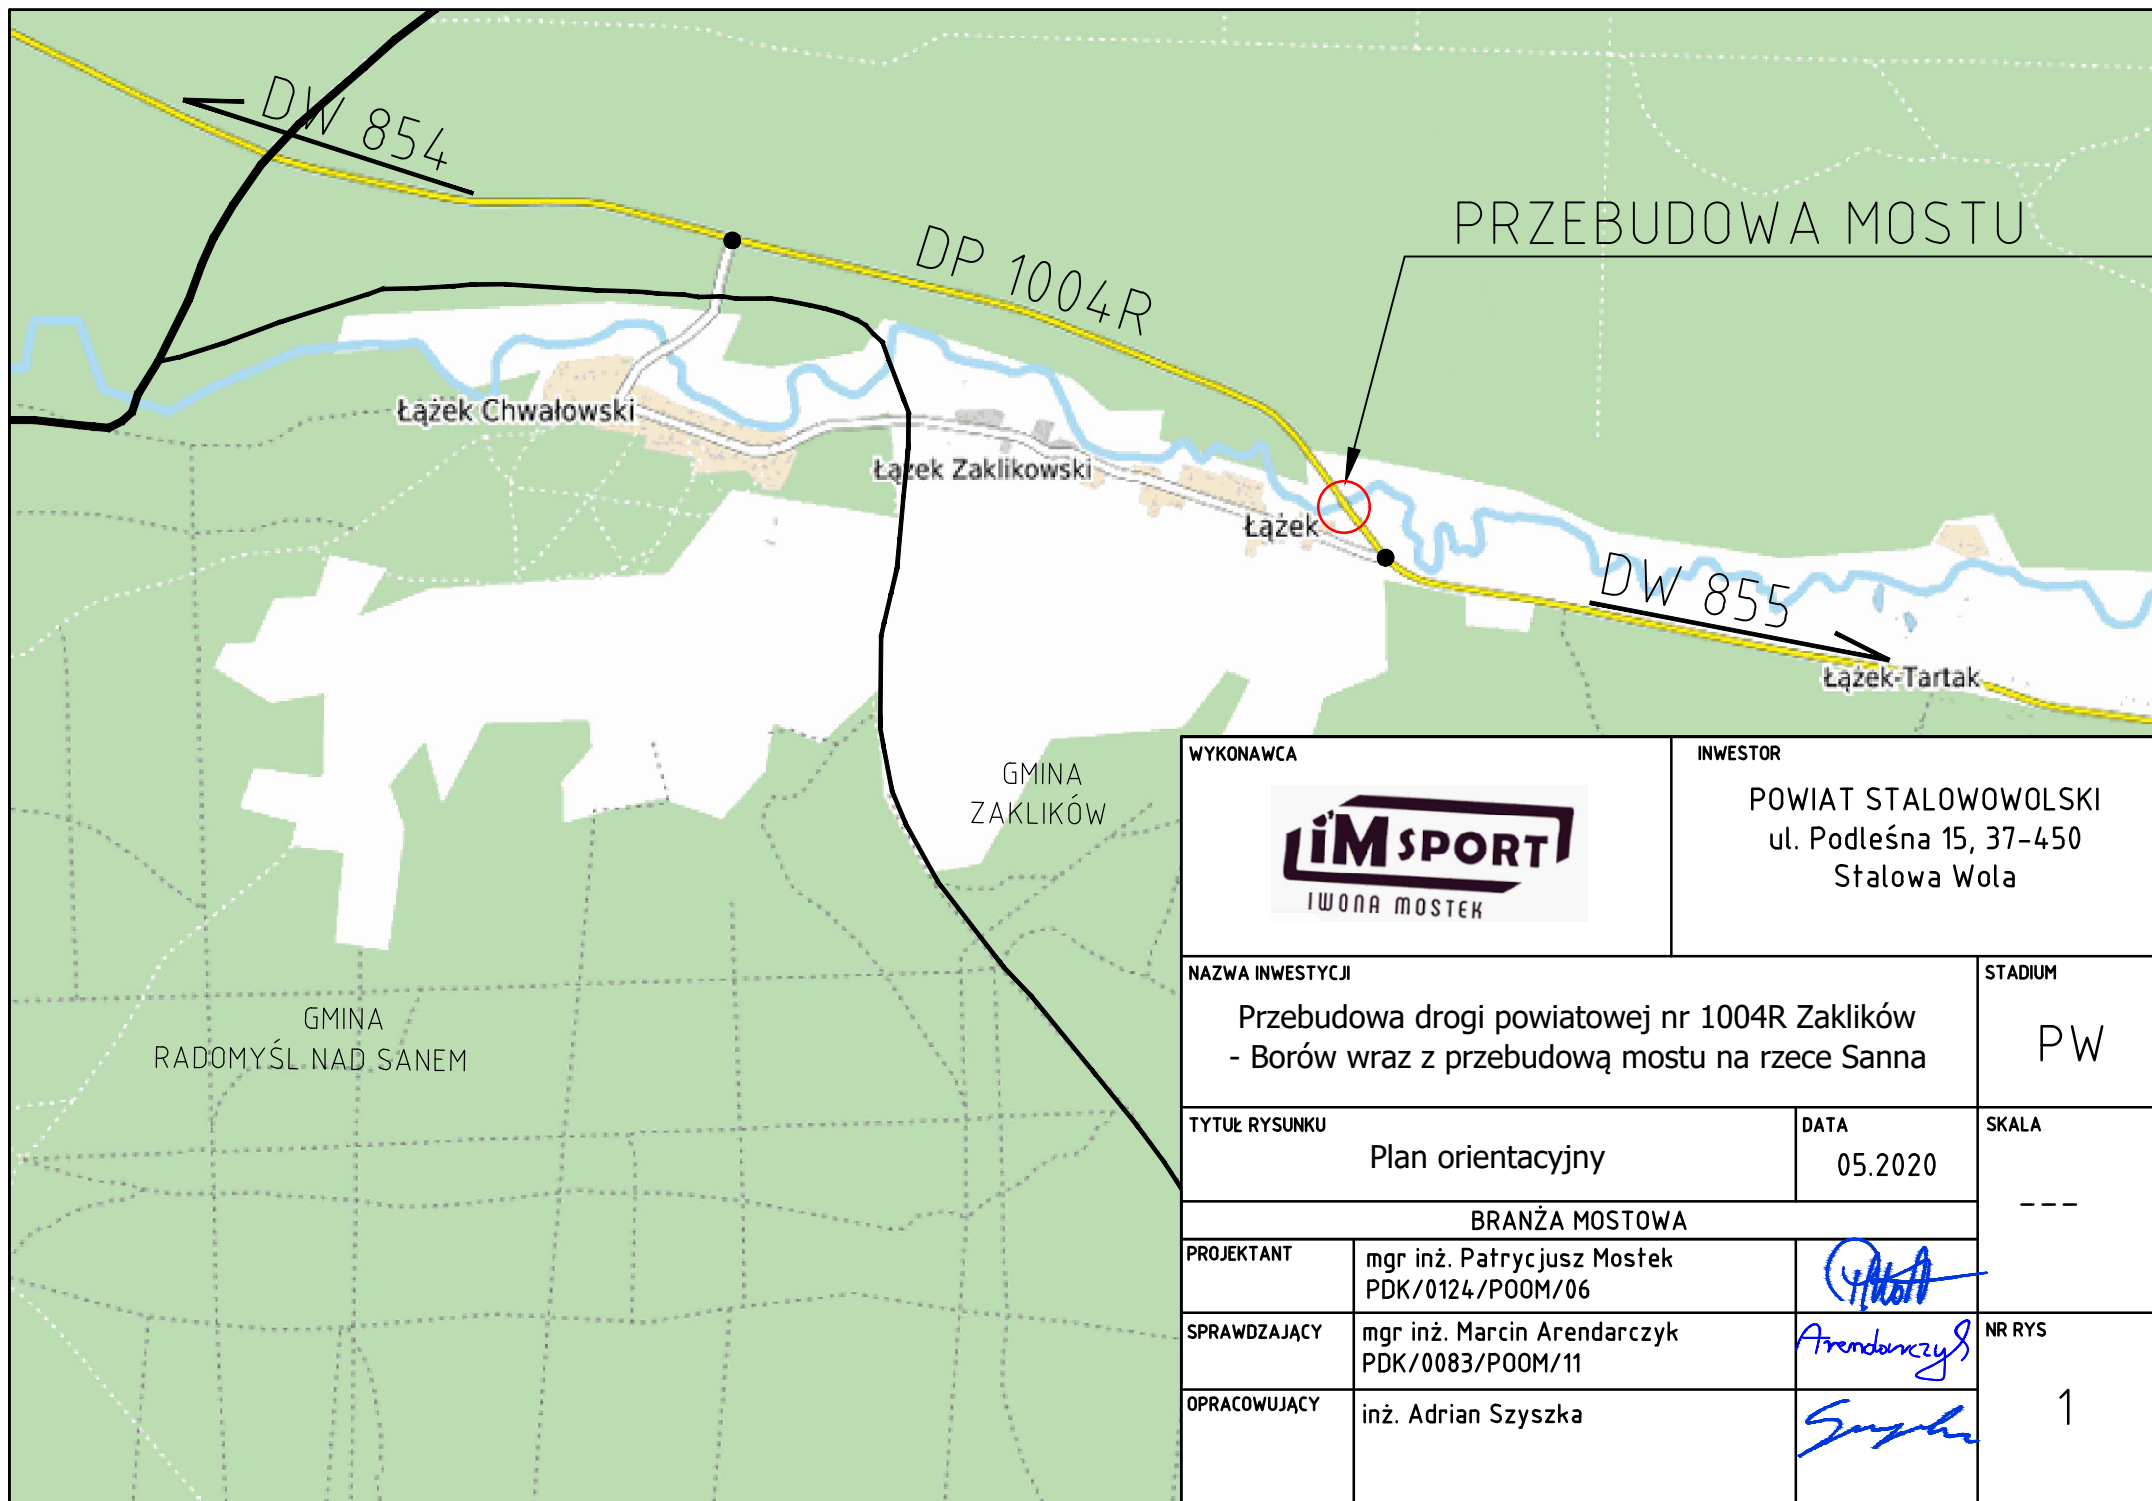 DW 854
DP 1004R
PRZEBUDOWA MOSTU
Łążek Chwałowski
Łążek Zaklikowski
Łążek
DW 855
Łążek-Tartak
GMINA
ZAKLIKÓW
GMINA
RADOMYŚL NAD SANEM
WYKONAWCA
iM SPORT
IWONA MOSTEK
INWESTOR
POWIAT STALOWOWOLSKI
ul. Podleśna 15, 37-450
Stalowa Wola
NAZWA INWESTYCJI
Przebudowa drogi powiatowej nr 1004R Zaklików
- Borów wraz z przebudową mostu na rzece Sanna
STADIUM
PW
TYTUŁ RYSUNKU
Plan orientacyjny
DATA
05.2020
SKALA
---
BRANŻA MOSTOWA
PROJEKTANT
mgr inż. Patrycjusz Mostek
PDK/0124/POOM/06
SPRAWDZAJĄCY
mgr inż. Marcin Arendarczyk
PDK/0083/POOM/11
Arendarczyk
OPRACOWUJĄCY
inż. Adrian Szyszka
NR RYS
1